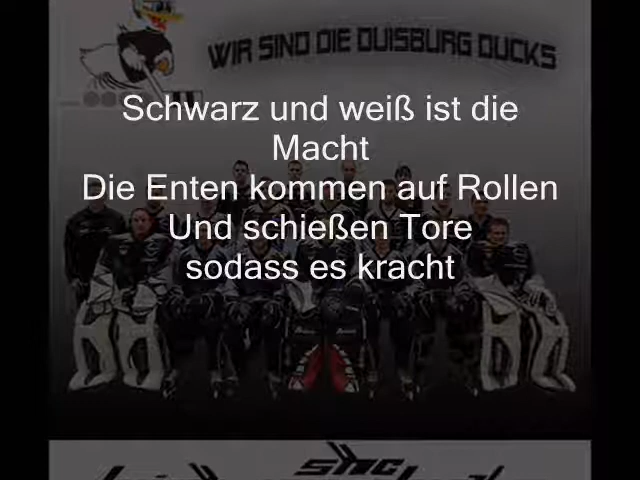 WIR SIND DIE DUISBURG DUCKS
Schwarz und weiß ist die
Macht
Die Enten kommen auf Rollen
Und schießen Tore
sodass es kracht